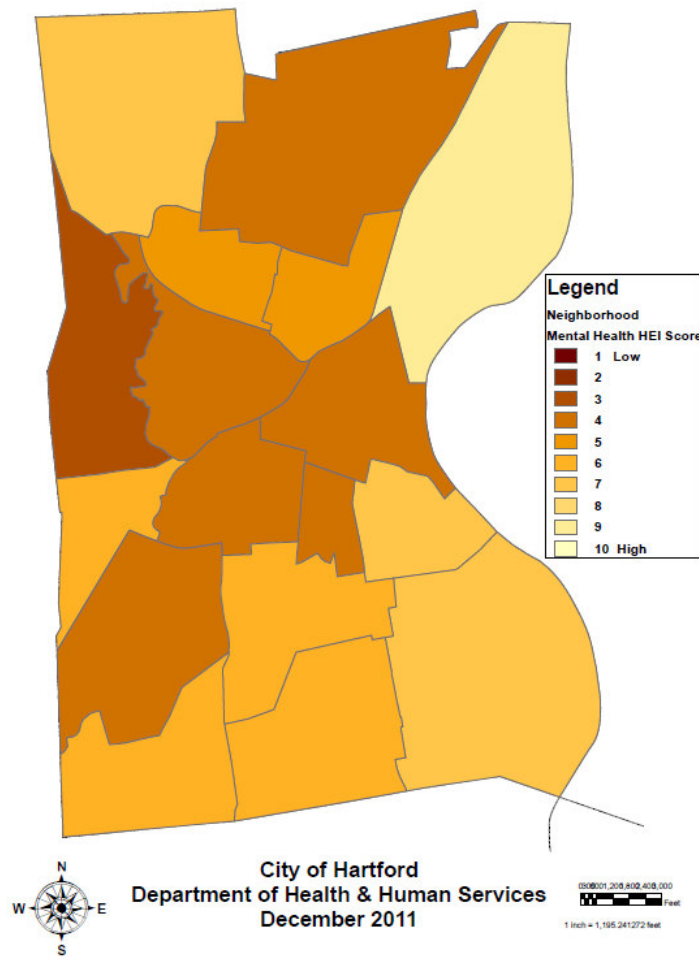 Legend
Neighborhood
Mental Health HEI Score
1 Low
2
3
4
5
6
7
8
9
10 High
N
W E
S
City of Hartford
Department of Health & Human Services
December 2011
Feet
1 inch = 1,195.241272 feet